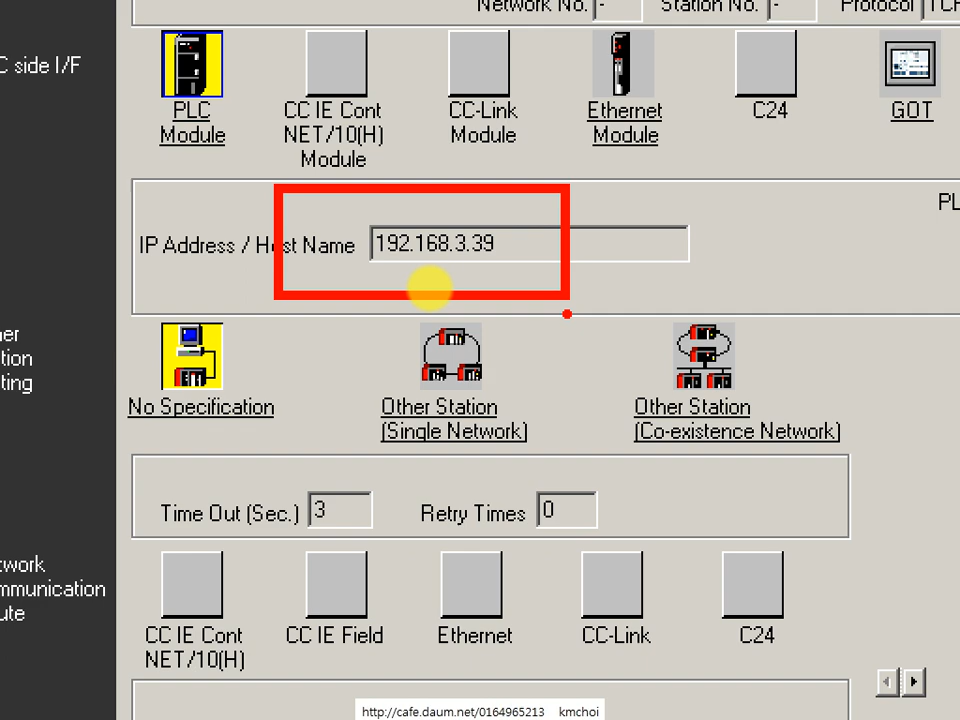 Network No. - Station No. - Protocol TCP
C side I/F
PLC Module
CC IE Cont NET/10(H) Module
CC-Link Module
Ethernet Module
C24
GOT
PL
IP Address / Host Name 192.168.3.39
No Specification
Other Station (Single Network)
Other Station (Co-existence Network)
her
tion
ting
Time Out (Sec.) 3 Retry Times 0
twork
mmunication
ute
CC IE Cont NET/10(H)
CC IE Field
Ethernet
CC-Link
C24
http://cafe.daum.net/0164965213 kmchoi